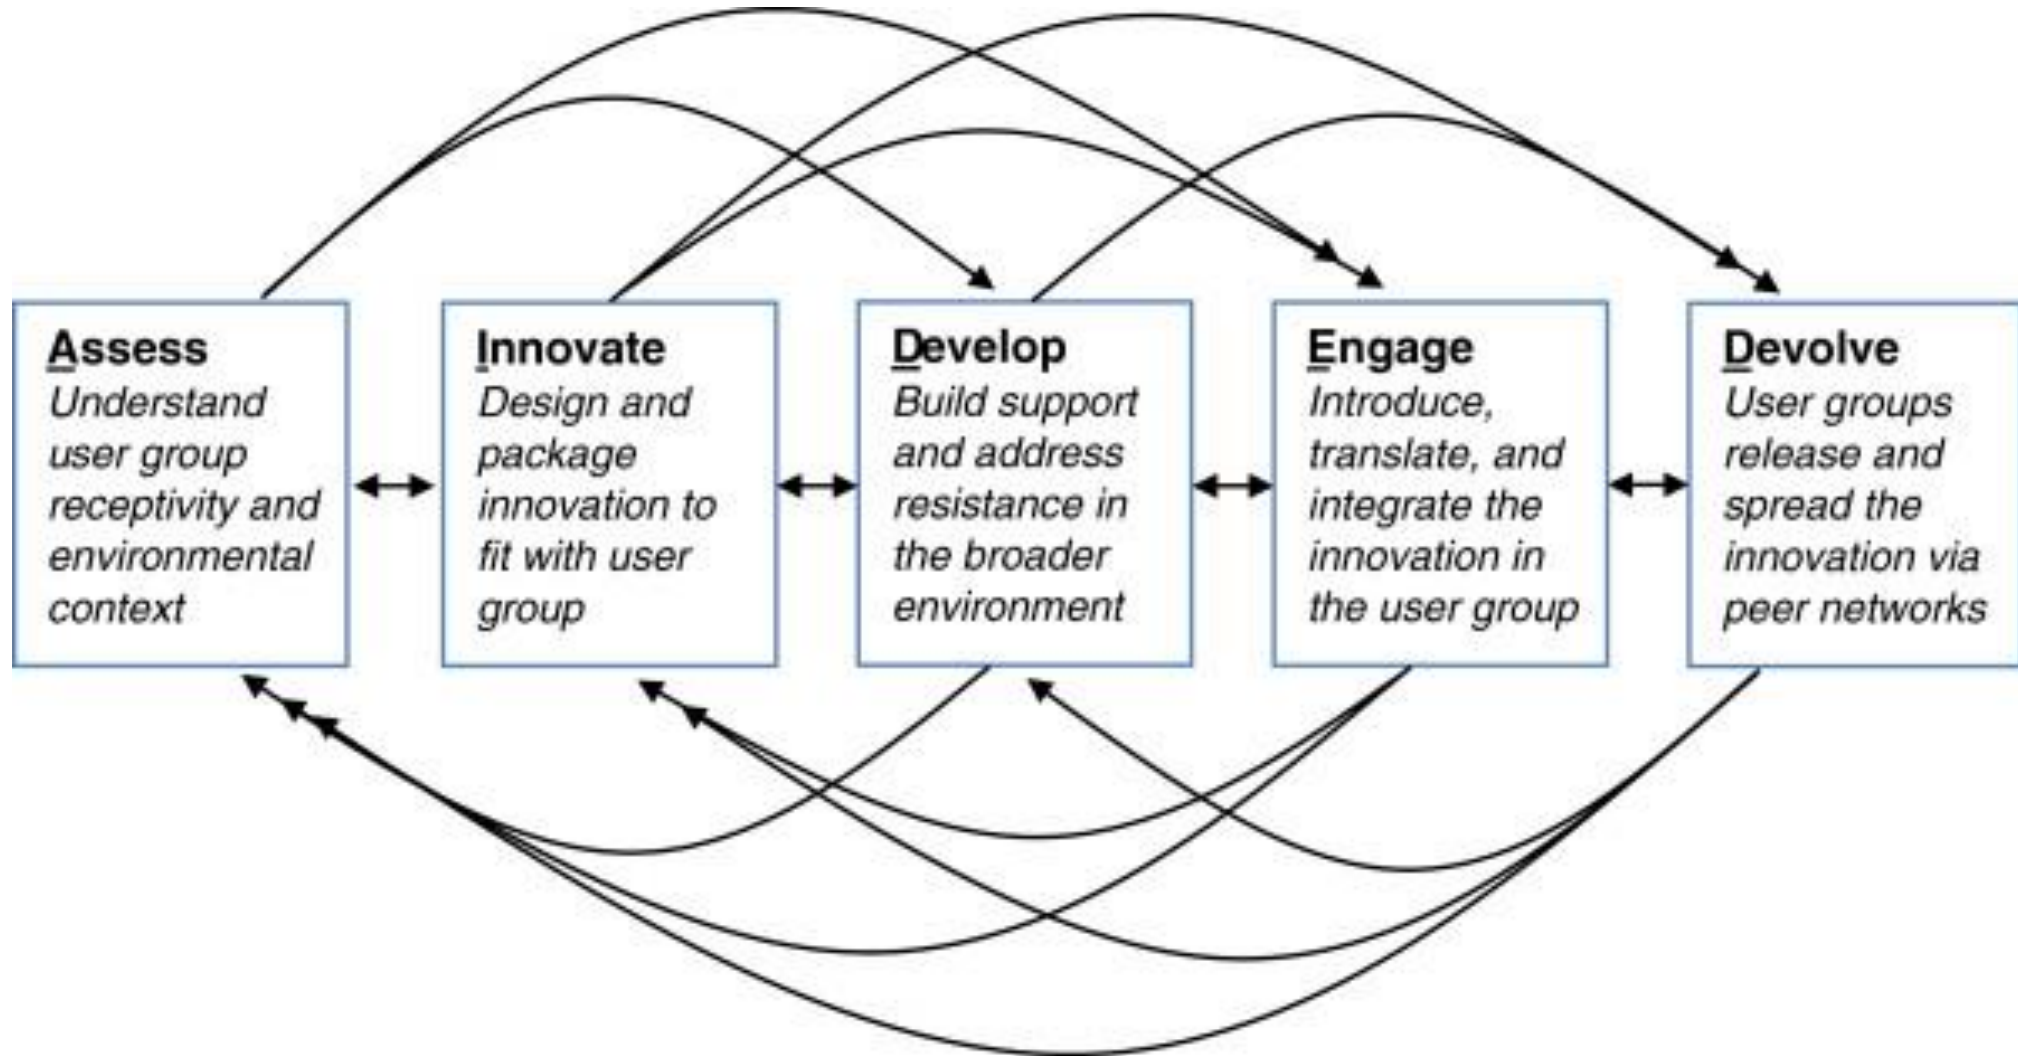 Assess
Understand
user group
receptivity and
environmental
context
Innovate
Design and
package
innovation to
fit with user
group
Develop
Build support
and address
resistance in
the broader
environment
Engage
Introduce,
translate, and
integrate the
innovation in
the user group
Devolve
User groups
release and
spread the
innovation via
peer networks